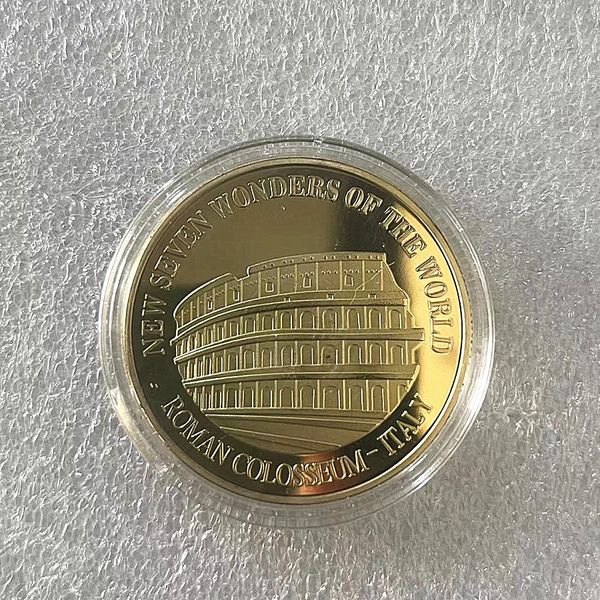 NEW SEVEN WONDERS OF THE WORLD
ROMAN COLOSSEUM - ITALY